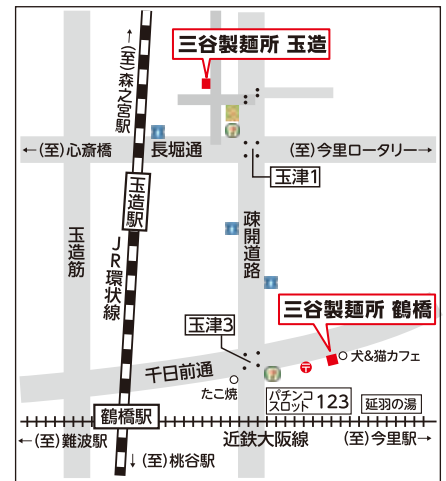 三谷製麺所 玉造
←(至)森之宮駅
←(至)心斎橋
長堀通
(至)今里ロータリー→
玉津1
玉造駅
玉造筋
JR環状線
疎開道路
三谷製麺所 鶴橋
玉津3
犬&猫カフェ
千日前通
〒
たこ焼
パチンコ
スロット 123
延羽の湯
鶴橋駅
←(至)難波駅
近鉄大阪線
(至)今里駅→
↓(至)桃谷駅